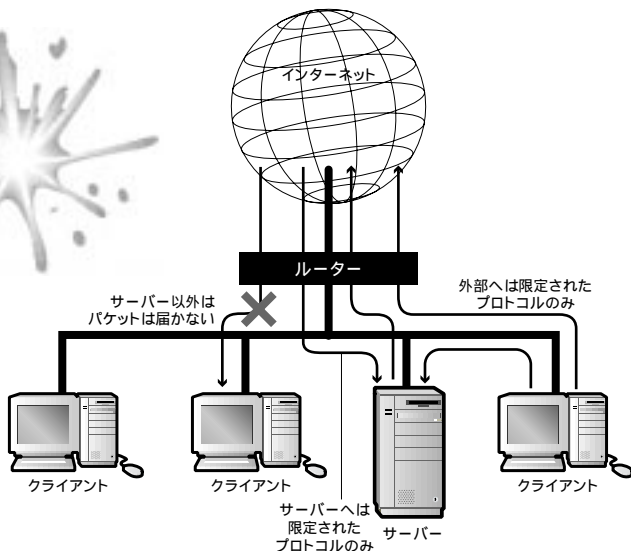 インターネット
ルーター
サーバー以外は
パケットは届かない
外部へは限定された
プロトコルのみ
クライアント
クライアント
サーバーへは
限定された
プロトコルのみ
サーバー
クライアント